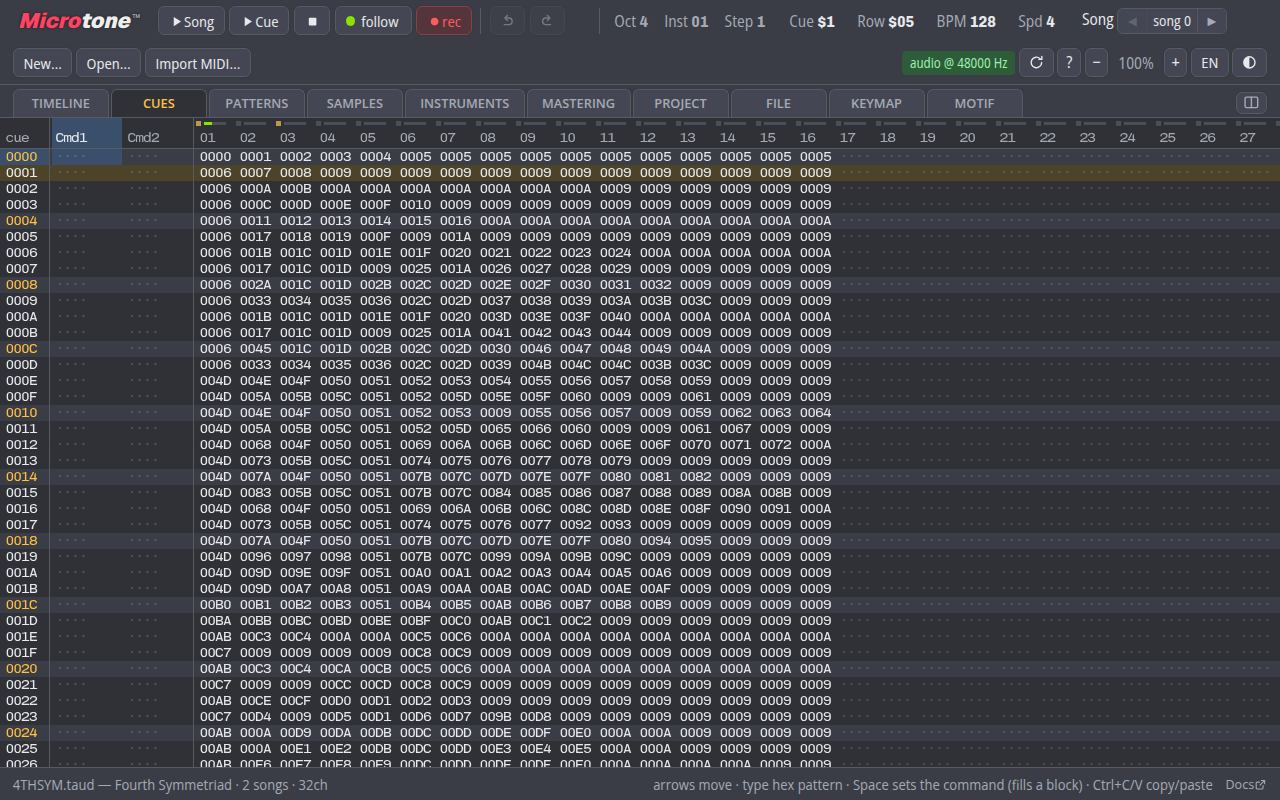 Microtone™ Song Cue follow rec Oct 4 Inst 01 Step 1 Cue $1 Row $05 BPM 128 Spd 4 Song song 0
New... Open... Import MIDI... audio @ 48000 Hz ? − 100% + EN
TIMELINE CUES PATTERNS SAMPLES INSTRUMENTS MASTERING PROJECT FILE KEYMAP MOTIF
cue Cmd1 Cmd2 01 02 03 04 05 06 07 08 09 10 11 12 13 14 15 16 17 18 19 20 21 22 23 24 25 26 27
0000 0000 0001 0002 0003 0004 0005 0005 0005 0005 0005 0005 0005 0005 0005 0005 0005
0001 0006 0007 0008 0009 0009 0009 0009 0009 0009 0009 0009 0009 0009 0009 0009 0009
0002 0006 000A 000B 000A 000A 000A 000A 000A 000A 000A 000A 000A 000A 000A 000A 000A
0003 0006 000C 000D 000E 000F 0010 0009 0009 0009 0009 0009 0009 0009 0009 0009 0009
0004 0006 0011 0012 0013 0014 0015 0016 000A 000A 000A 000A 000A 000A 000A 000A 000A
0005 0006 0017 0018 0019 000F 0009 001A 0009 0009 0009 0009 0009 0009 0009 0009 0009
0006 0006 001B 001C 001D 001E 001F 0020 0021 0022 0023 0024 000A 000A 000A 000A 000A
0007 0006 0017 001C 001D 0009 0025 001A 0026 0027 0028 0029 0009 0009 0009 0009 0009
0008 0006 002A 001C 001D 002B 002C 002D 002E 002F 0030 0031 0032 0009 0009 0009 0009
0009 0006 0033 0034 0035 0036 002C 002D 0037 0038 0039 003A 003B 003C 0009 0009 0009
000A 0006 001B 001C 001D 001E 001F 0020 003D 003E 003F 0040 000A 000A 000A 000A 000A
000B 0006 0017 001C 001D 0009 0025 001A 0041 0042 0043 0044 0009 0009 0009 0009 0009
000C 0006 0045 001C 001D 002B 002C 002D 0030 0046 0047 0048 0049 004A 0009 0009 0009
000D 0006 0033 0034 0035 0036 002C 002D 0039 004B 004C 004C 003B 003C 0009 0009 0009
000E 004D 004E 004F 0050 0051 0052 0053 0054 0055 0056 0057 0058 0059 0009 0009 0009
000F 004D 005A 005B 005C 0051 0052 005D 005E 005F 0060 0009 0009 0061 0009 0009 0009
0010 004D 004E 004F 0050 0051 0052 0053 0009 0055 0056 0057 0009 0059 0062 0063 0064
0011 004D 005A 005B 005C 0051 0052 005D 0065 0066 0060 0009 0009 0061 0067 0009 0009
0012 004D 0068 004F 0050 0051 0069 006A 006B 006C 006D 006E 006F 0070 0071 0072 000A
0013 004D 0073 005B 005C 0051 0074 0075 0076 0077 0078 0079 0009 0009 0009 0009 0009
0014 004D 007A 004F 0050 0051 007B 007C 007D 007E 007F 0080 0081 0082 0009 0009 0009
0015 004D 0083 005B 005C 0051 007B 007C 0084 0085 0086 0087 0088 0089 008A 008B 0009
0016 004D 0068 004F 0050 0051 0069 006A 006B 006C 008C 008D 008E 008F 0090 0091 000A
0017 004D 0073 005B 005C 0051 0074 0075 0076 0077 0092 0093 0009 0009 0009 0009 0009
0018 004D 007A 004F 0050 0051 007B 007C 007D 007E 007F 0080 0094 0095 0009 0009 0009
0019 004D 0096 0097 0098 0051 007B 007C 0099 009A 009B 009C 0009 0009 0009 0009 0009
001A 004D 009D 009E 009F 0051 00A0 00A1 00A2 00A3 00A4 00A5 00A6 0009 0009 0009 0009
001B 004D 009D 00A7 00A8 0051 00A9 00AA 00AB 00AC 00AD 00AE 00AF 0009 0009 0009 0009
001C 00B0 00B1 00B2 00B3 0051 00B4 00B5 00AB 00B6 00B7 00B8 00B9 0009 0009 0009 0009
001D 00BA 00BB 00BC 00BD 00BE 00BF 00C0 00AB 00C1 00C2 0009 0009 0009 0009 0009 0009
001E 00AB 00C3 00C4 000A 000A 00C5 00C6 000A 000A 000A 000A 000A 000A 000A 000A 000A
001F 00C7 0009 0009 0009 0009 00C8 00C9 0009 0009 0009 0009 0009 0009 0009 0009 0009
0020 00AB 00C3 00C4 00CA 00CB 00C5 00C6 000A 000A 000A 000A 000A 000A 000A 000A 000A
0021 00C7 0009 0009 00CC 00CD 00C8 00C9 0009 0009 0009 0009 0009 0009 0009 0009 0009
0022 00AB 00CE 00CF 00D0 00D1 00D2 00D3 0009 0009 0009 0009 0009 0009 0009 0009 0009
0023 00C7 00D4 0009 00D5 00D1 00D6 00D7 009B 00D8 0009 0009 0009 0009 0009 0009 0009
0024 00AB 000A 00D9 00DA 00DB 00DC 00DD 00DE 00DF 00E0 000A 000A 0009 0009 0009 0009
0025 00AB 000A 00E1 00E2 00DB 00DC 00DD 00E3 00E4 00E5 000A 000A 0009 0009 0009 0009
0026 00AB 00E6 00E7 00E8 00E9 00DC 00DD 00DE 00DE 00E0 000A 000A 0009 0009 0009 0009
4THSYM.taud — Fourth Symmetriad · 2 songs · 32ch arrows move · type hex pattern · Space sets the command (fills a block) · Ctrl+C/V copy/paste Docs